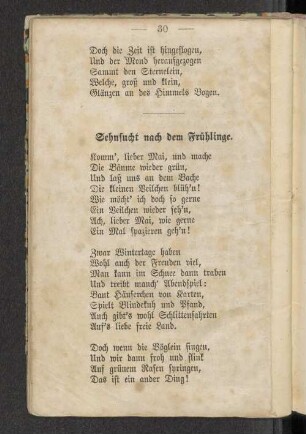 — 30 —
Doch die Zeit ist hingeflogen,
Und der Mond heraufgezogen
Sammt den Sternelein,
Welche, groß und klein,
Glänzen an des Himmels Bogen.
Sehnsucht nach dem Frühlinge.
Komm', lieber Mai, und mache
Die Bäume wieder grün,
Und laß uns an dem Bache
Die kleinen Veilchen blüh'n!
Wie möcht' ich doch so gerne
Ein Veilchen wieder seh'n,
Ach, lieber Mai, wie gerne
Ein Mal spazieren geh'n!
Zwar Wintertage haben
Wohl auch der Freuden viel,
Man kann im Schnee dann traben
Und treibt manch' Abendspiel:
Baut Häuserchen von Karten,
Spielt Blindekuh und Pfand,
Auch gibt's wohl Schlittenfahrten
Auf's liebe freie Land.
Doch wenn die Vöglein singen,
Und wir dann froh und flink
Auf grünem Rasen springen,
Das ist ein ander Ding!